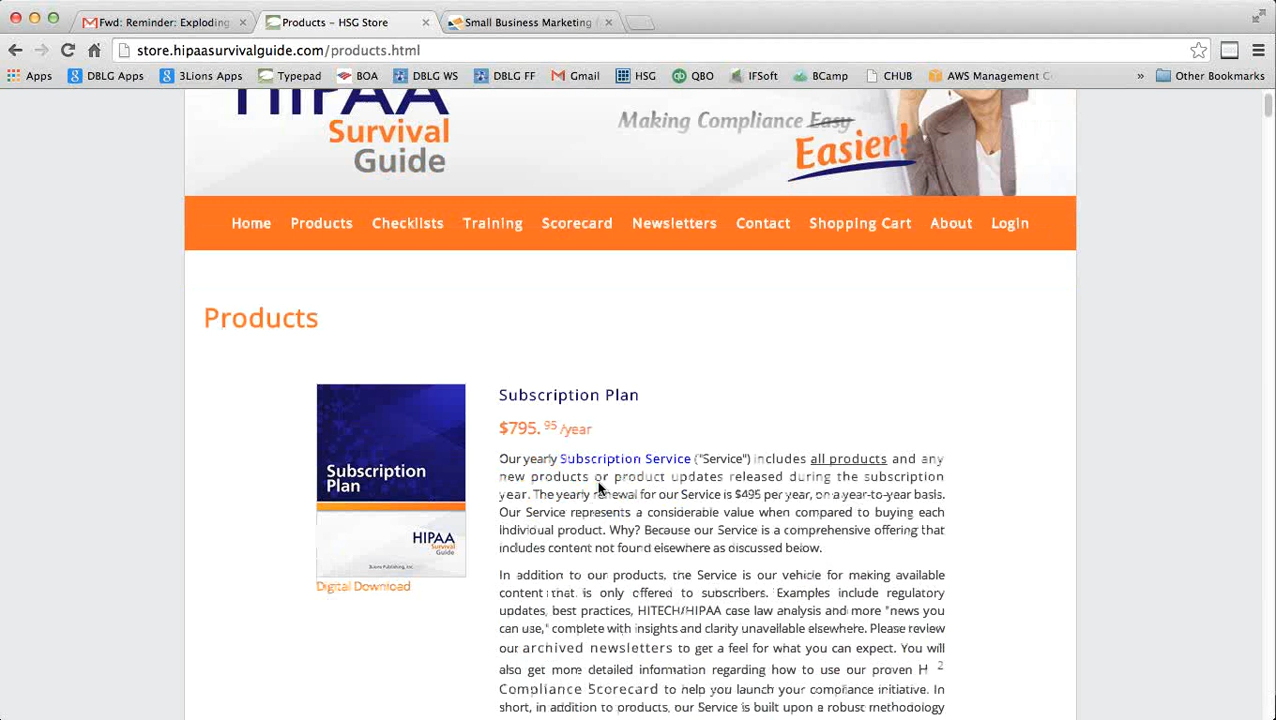 Fwd: Reminder: Exploding
Products – HSG Store
Small Business Marketing
store.hipaasurvivalguide.com/products.html
Apps DBLG Apps 3Lions Apps Typepad BOA DBLG WS DBLG FF Gmail HSG QBO IFSoft BCamp CHUB AWS Management Co » Other Bookmarks
HIPAA
Survival
Guide
Making Compliance Easy
Easier!
Home Products Checklists Training Scorecard Newsletters Contact Shopping Cart About Login
Products
Subscription
Plan
HIPAA
Survival
Guide
3Lions Publishing, Inc.
Digital Download
Subscription Plan
$795. 95 /year
Our yearly Subscription Service ("Service") includes all products and any
new products or product updates released during the subscription
year. The yearly renewal for our Service is $495 per year, on a year-to-year basis.
Our Service represents a considerable value when compared to buying each
individual product. Why? Because our Service is a comprehensive offering that
includes content not found elsewhere as discussed below.
In addition to our products, the Service is our vehicle for making available
content that is only offered to subscribers. Examples include regulatory
updates, best practices, HITECH/HIPAA case law analysis and more "news you
can use," complete with insights and clarity unavailable elsewhere. Please review
our archived newsletters to get a feel for what you can expect. You will
also get more detailed information regarding how to use our proven H 2
Compliance Scorecard to help you launch your compliance initiative. In
short, in addition to products, our Service is built upon a robust methodology